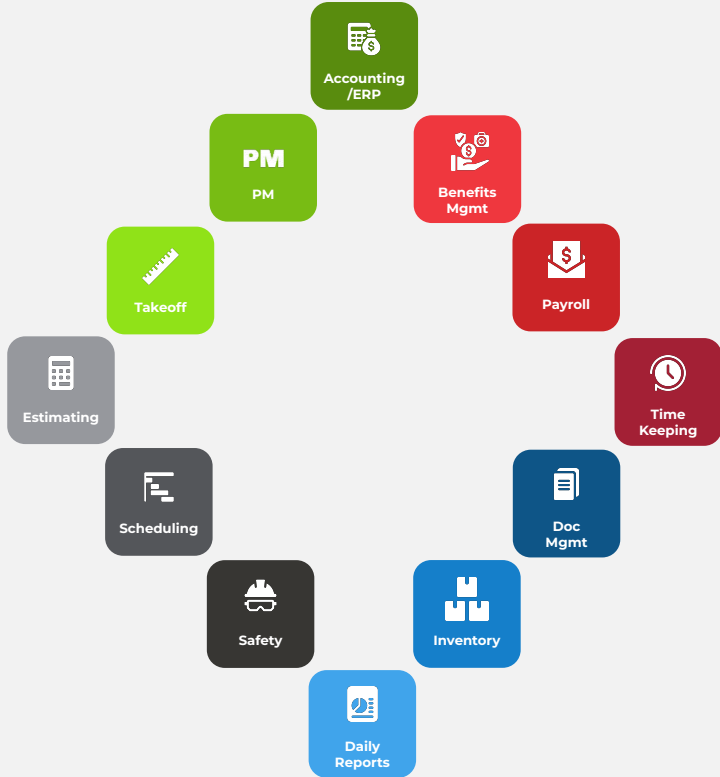 Accounting
/ERP
PM
PM
Benefits
Mgmt
Takeoff
$
Payroll
Estimating
Time
Keeping
Scheduling
Doc
Mgmt
Safety
Inventory
Daily
Reports